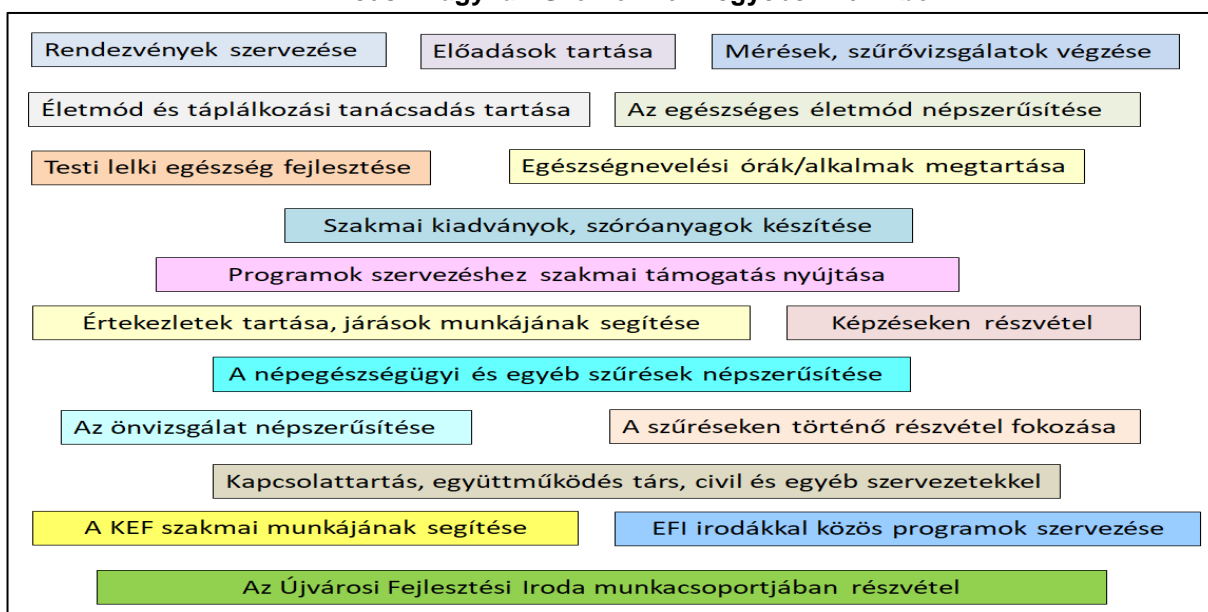 Rendezvények szervezése
Előadások tartása
Mérések, szűrővizsgálatok végzése
Életmód és táplálkozási tanácsadás tartása
Az egészséges életmód népszerűsítése
Testi lelki egészség fejlesztése
Egészségnevelési órák/alkalmak megtartása
Szakmai kiadványok, szóróanyagok készítése
Programok szervezéshez szakmai támogatás nyújtása
Értekezletek tartása, járások munkájának segítése
Képzéseken részvétel
A népegészségügyi és egyéb szűrések népszerűsítése
Az önvizsgálat népszerűsítése
A szűréseken történő részvétel fokozása
Kapcsolattartás, együttműködés társ, civil és egyéb szervezetekkel
A KEF szakmai munkájának segítése
EFI irodákkal közös programok szervezése
Az Újvárosi Fejlesztési Iroda munkacsoportjában részvétel